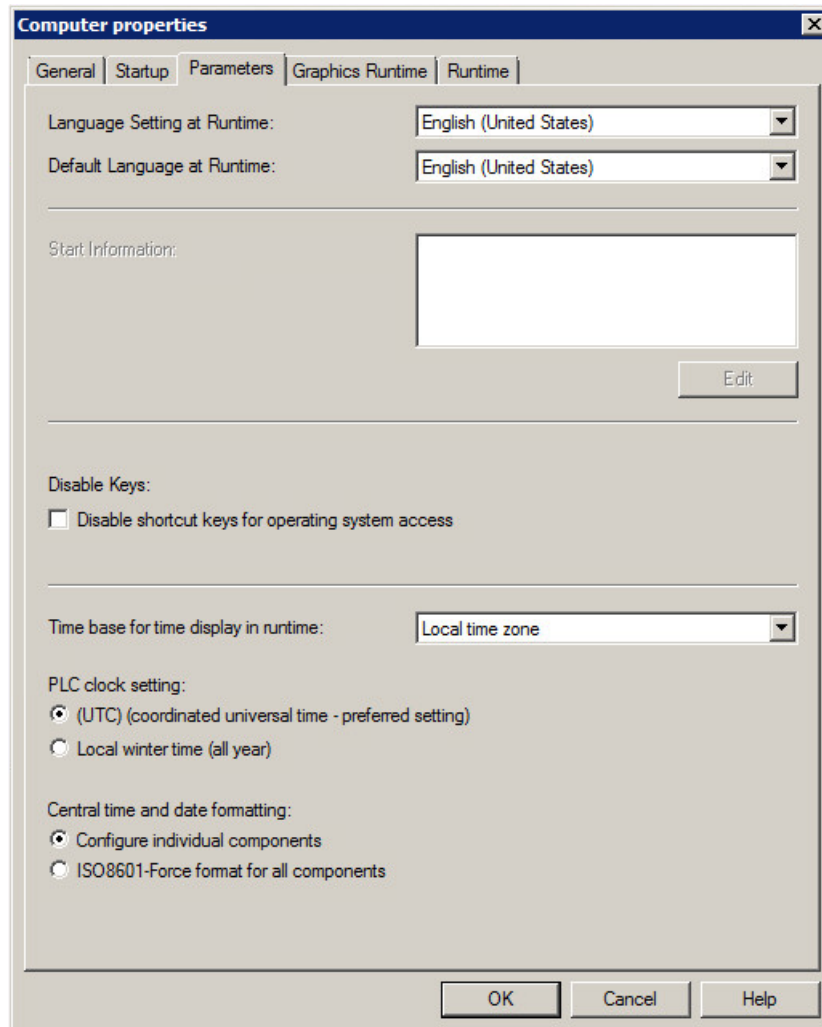 Computer properties
General Startup Parameters Graphics Runtime Runtime
Language Setting at Runtime: English (United States)
Default Language at Runtime: English (United States)
Start Information:
Edit
Disable Keys:
Disable shortcut keys for operating system access
Time base for time display in runtime: Local time zone
PLC clock setting:
(UTC) (coordinated universal time - preferred setting)
Local winter time (all year)
Central time and date formatting:
Configure individual components
ISO8601-Force format for all components
OK Cancel Help